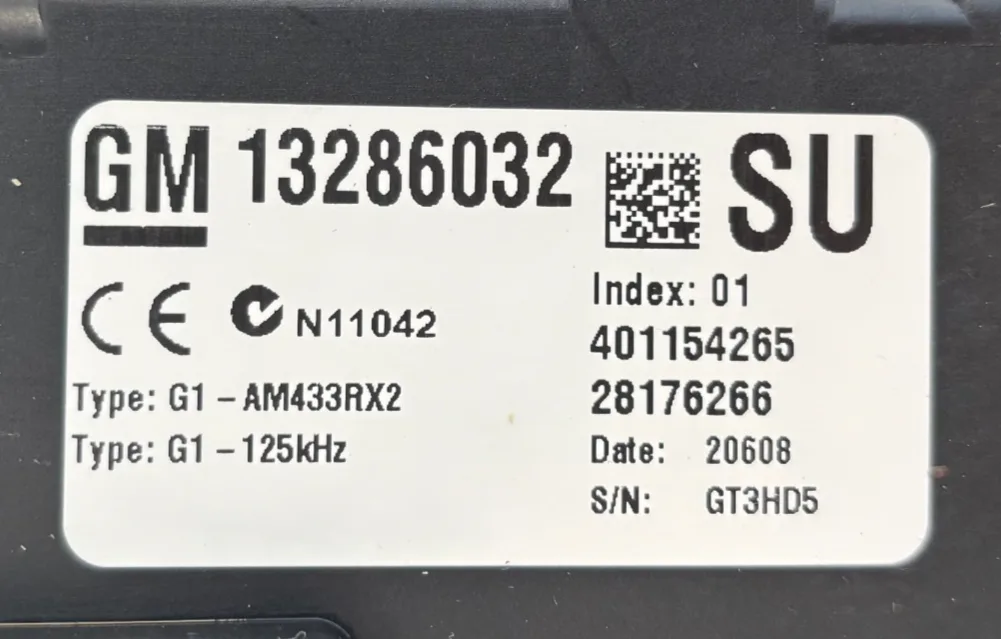 GM 13286032 SU
CE N11042
Type: G1 - AM433RX2
Type: G1 - 125kHz
Index: 01
401154265
28176266
Date: 20608
S/N: GT3HD5